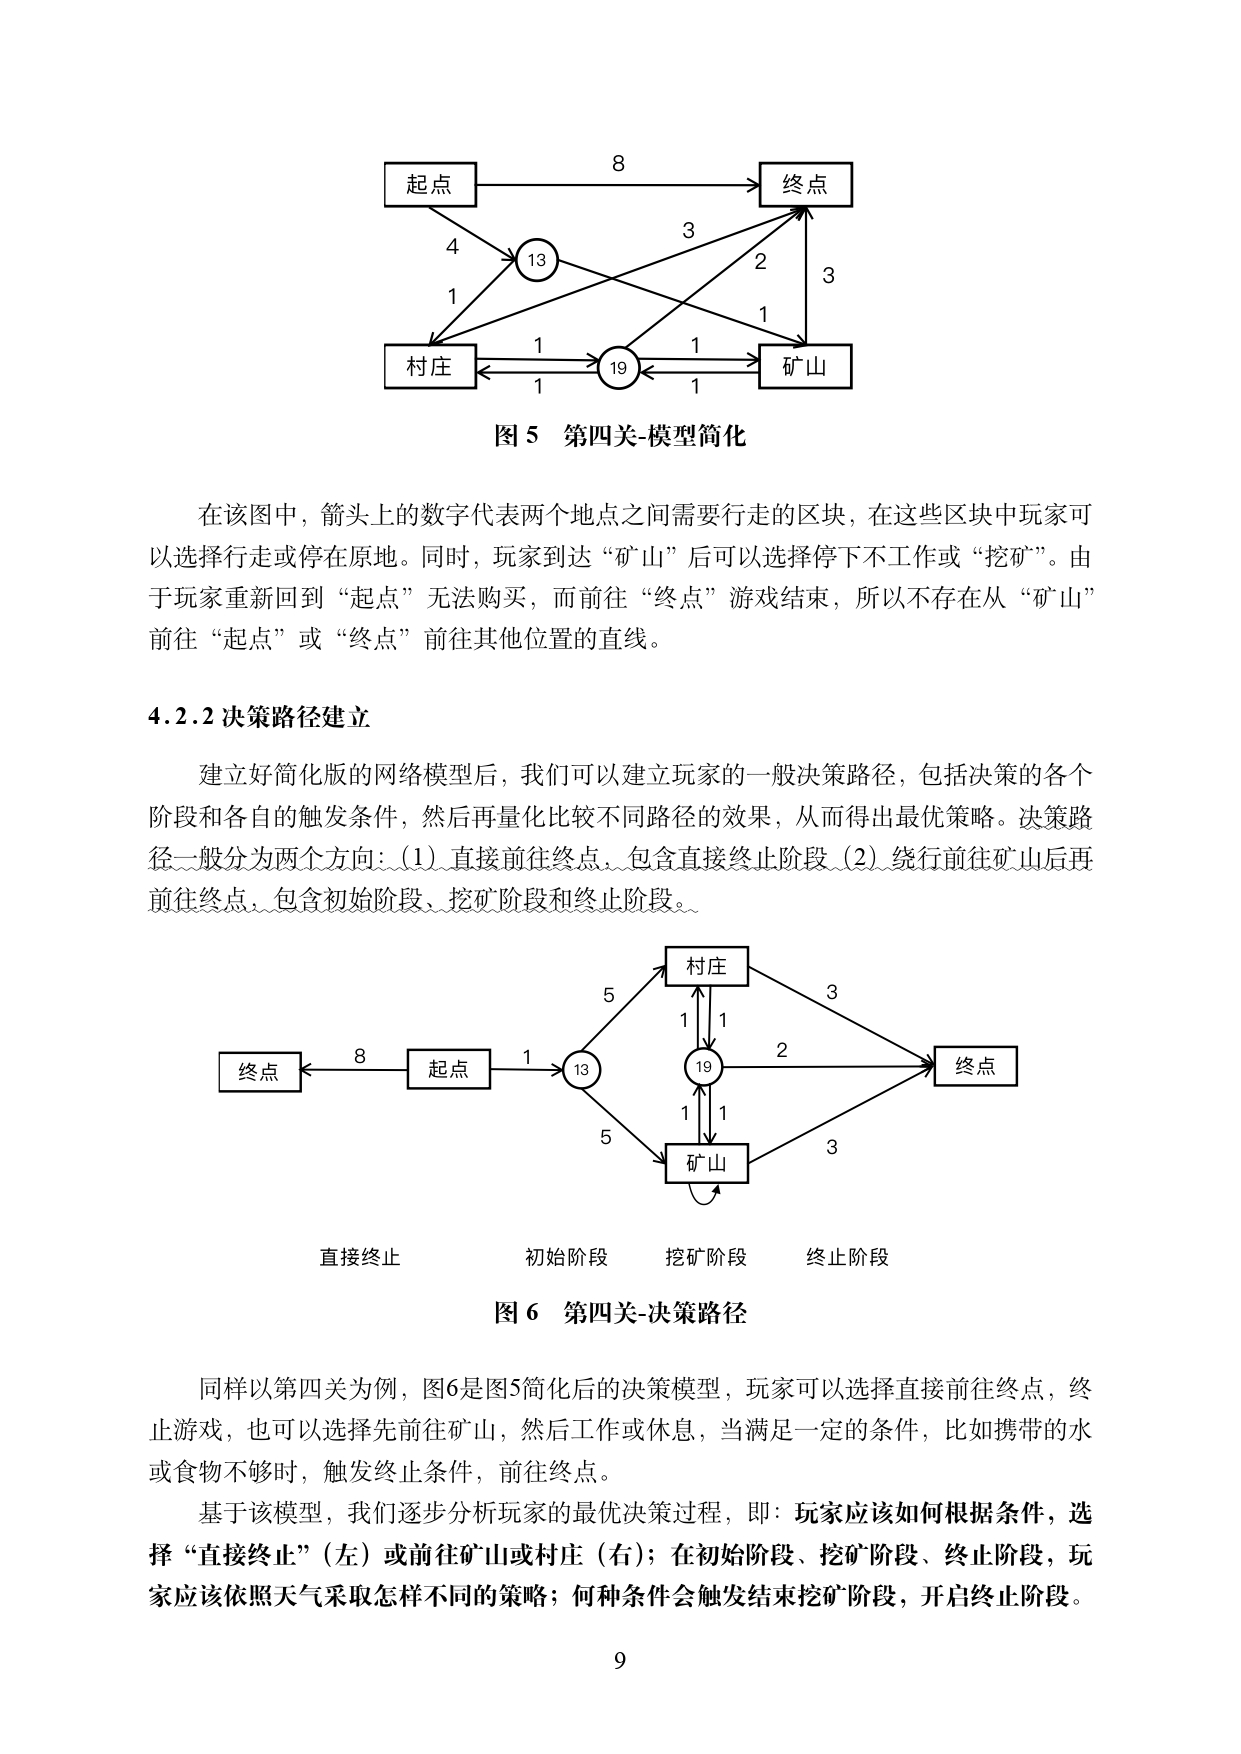 8
起点
终点
4
3
13
2
3
1
1
村庄
1
19
1
矿山
1
1
图 5 第四关-模型简化
在该图中，箭头上的数字代表两个地点之间需要行走的区块，在这些区块中玩家可
以选择行走或停在原地。同时，玩家到达“矿山”后可以选择停下不工作或“挖矿”。由
于玩家重新回到“起点”无法购买，而前往“终点”游戏结束，所以不存在从“矿山”
前往“起点”或“终点”前往其他位置的直线。
4.2.2 决策路径建立
建立好简化版的网络模型后，我们可以建立玩家的一般决策路径，包括决策的各个
阶段和各自的触发条件，然后再量化比较不同路径的效果，从而得出最优策略。决策路
径一般分为两个方向：（1）直接前往终点，包含直接终止阶段（2）绕行前往矿山后再
前往终点，包含初始阶段、挖矿阶段和终止阶段。
村庄
5
3
1
1
终点
8
起点
1
13
19
2
终点
1
1
5
3
矿山
直接终止 初始阶段 挖矿阶段 终止阶段
图 6 第四关-决策路径
同样以第四关为例，图6是图5简化后的决策模型，玩家可以选择直接前往终点，终
止游戏，也可以选择先前往矿山，然后工作或休息，当满足一定的条件，比如携带的水
或食物不够时，触发终止条件，前往终点。
基于该模型，我们逐步分析玩家的最优决策过程，即：玩家应该如何根据条件，选
择“直接终止”（左）或前往矿山或村庄（右）；在初始阶段、挖矿阶段、终止阶段，玩
家应该依照天气采取怎样不同的策略；何种条件会触发结束挖矿阶段，开启终止阶段。
9